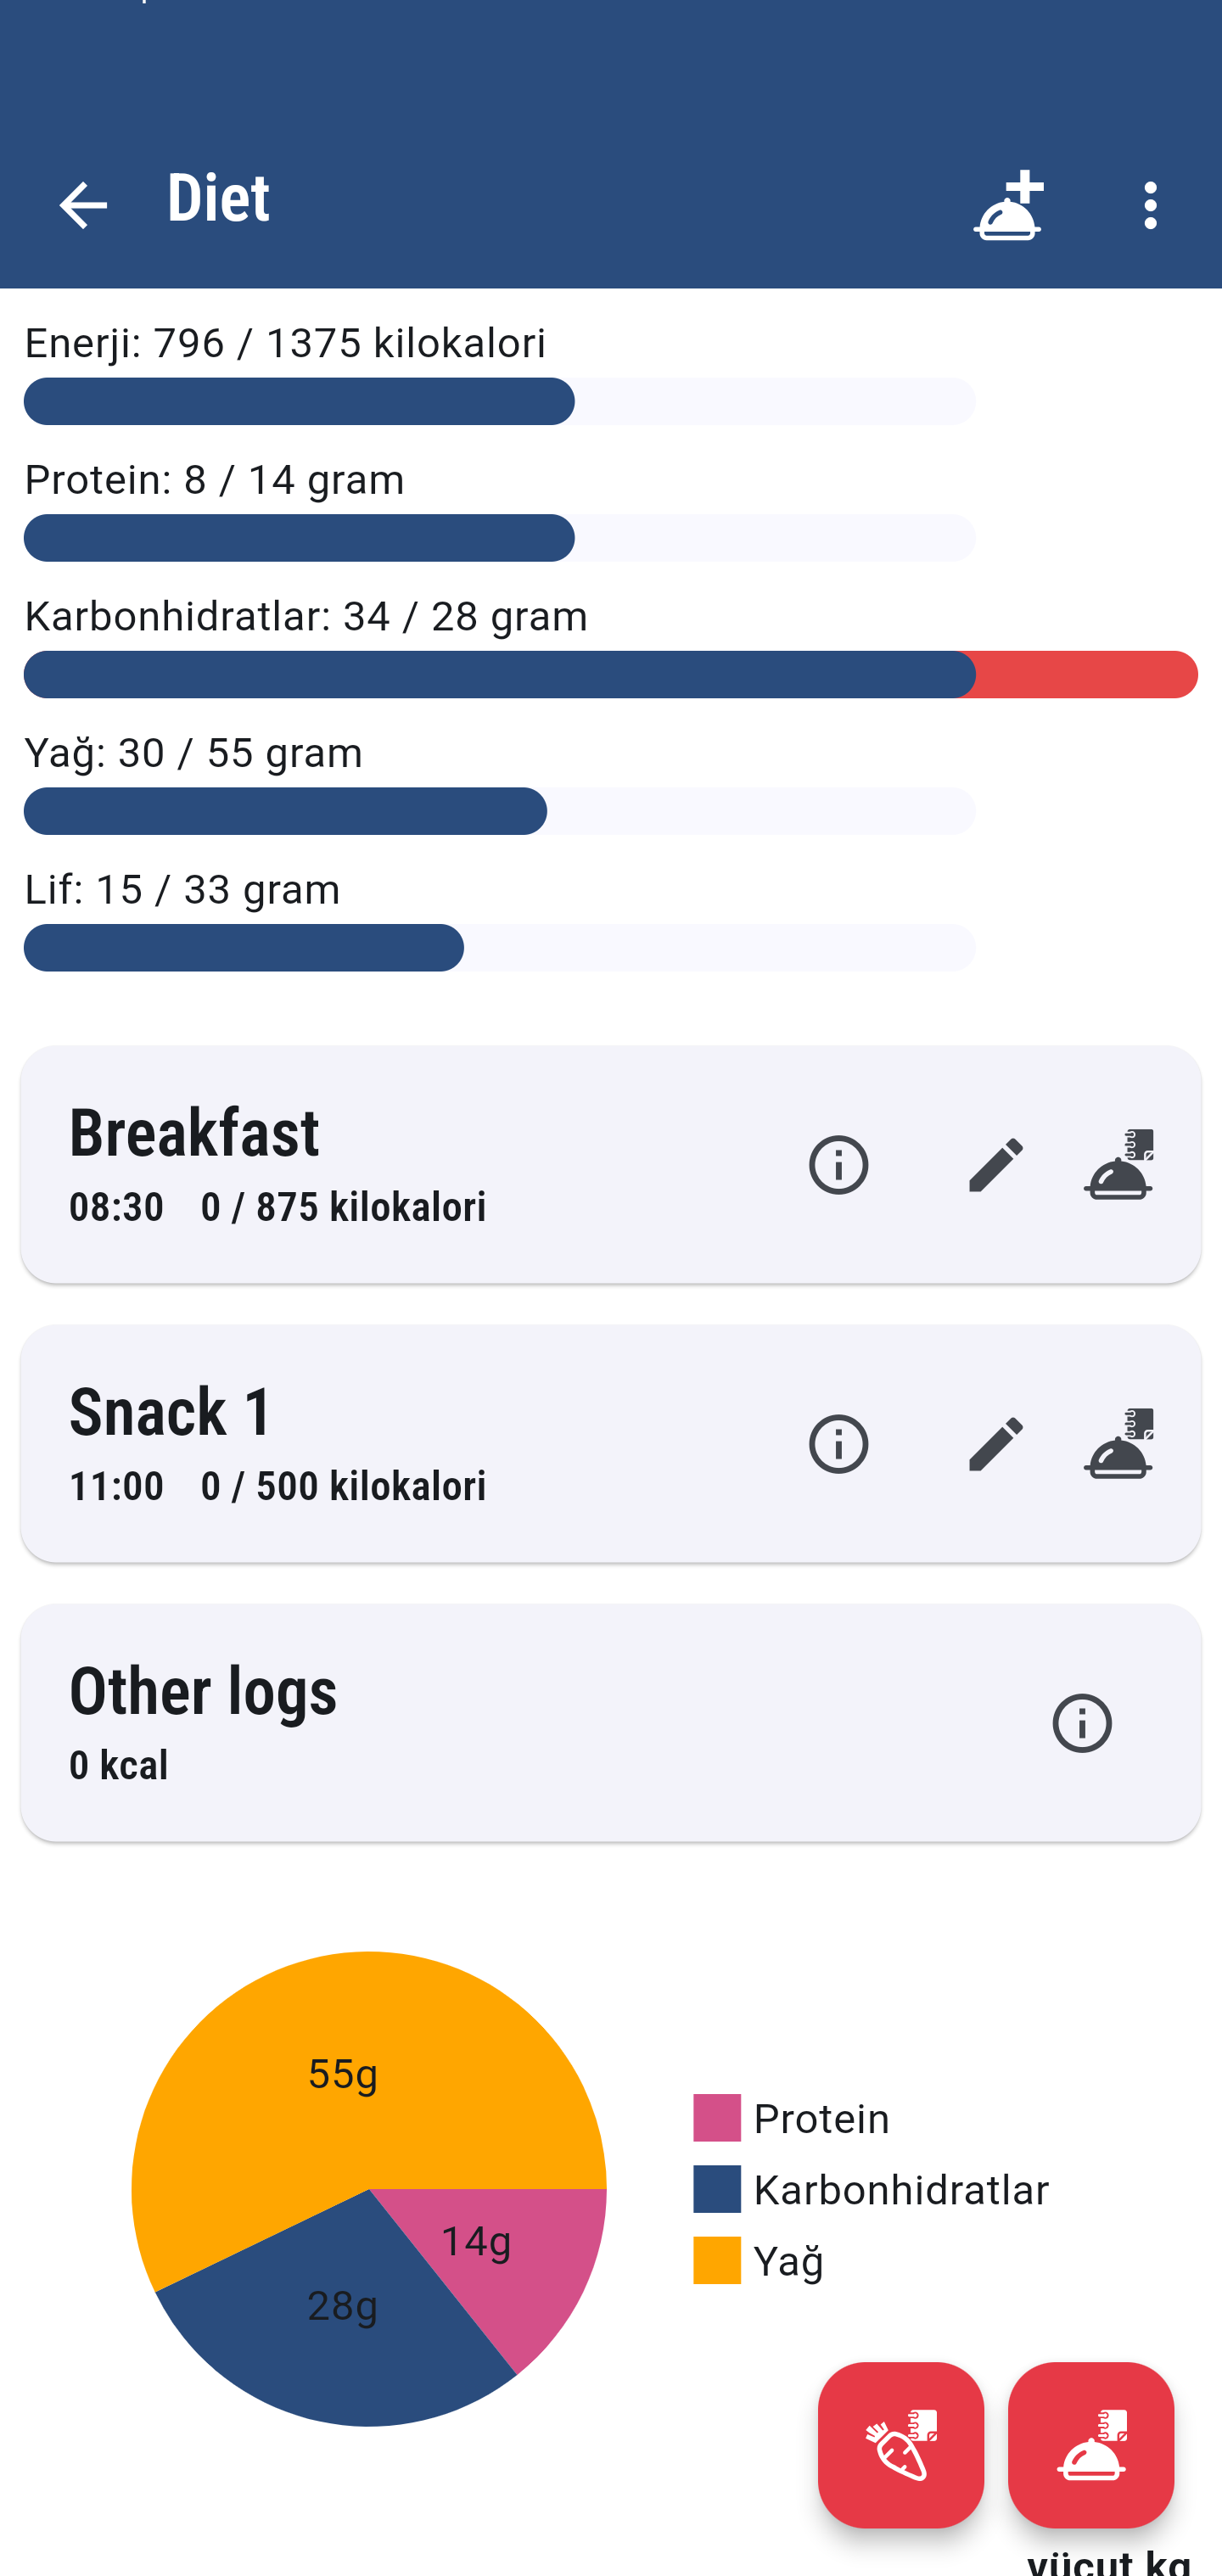 Diet
Enerji: 796 / 1375 kilokalori
Protein: 8 / 14 gram
Karbonhidratlar: 34 / 28 gram
Yağ: 30 / 55 gram
Lif: 15 / 33 gram
Breakfast
08:30 0 / 875 kilokalori
Snack 1
11:00 0 / 500 kilokalori
Other logs
0 kcal
55g
14g
28g
Protein
Karbonhidratlar
Yağ
vücut kg